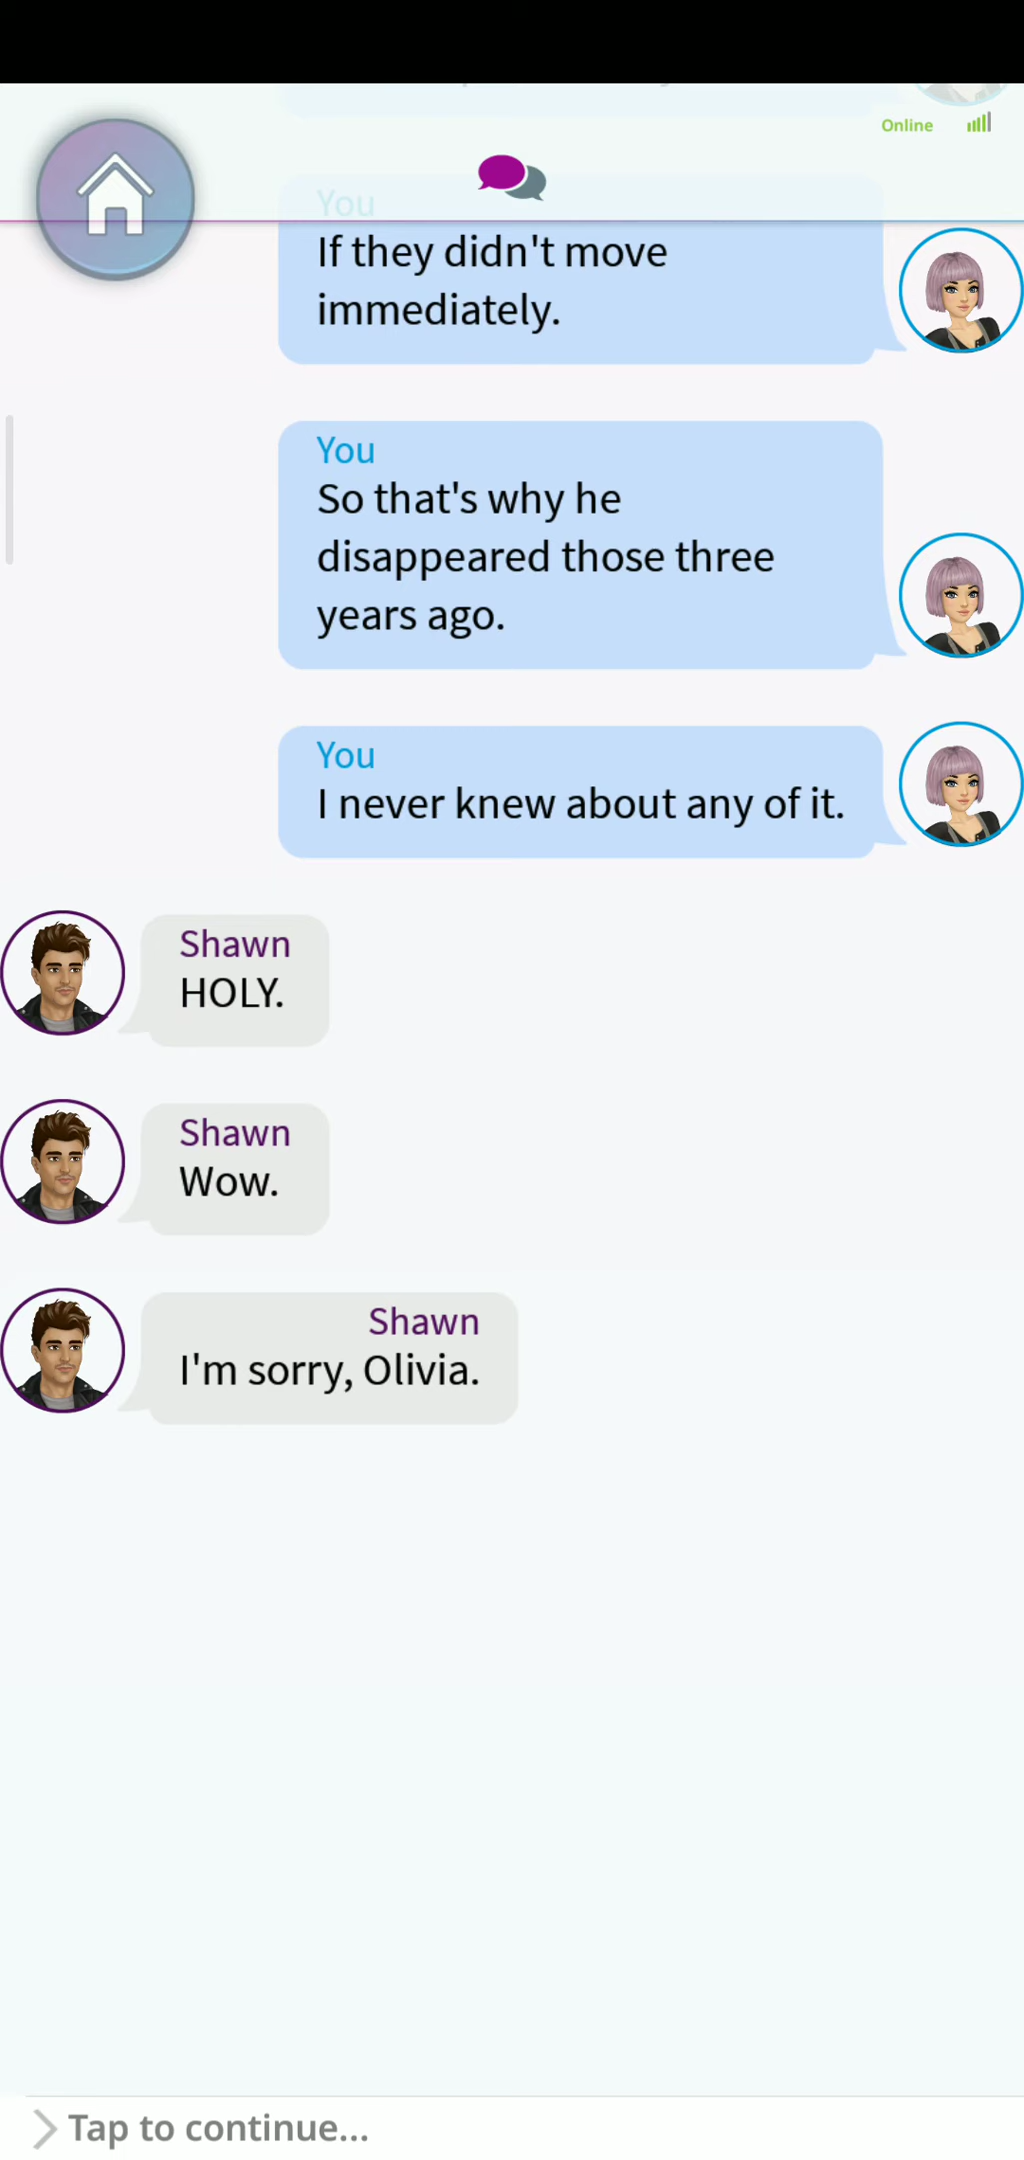 Online
You
If they didn't move
immediately.
You
So that's why he
disappeared those three
years ago.
You
I never knew about any of it.
Shawn
HOLY.
Shawn
Wow.
Shawn
I'm sorry, Olivia.
Tap to continue...